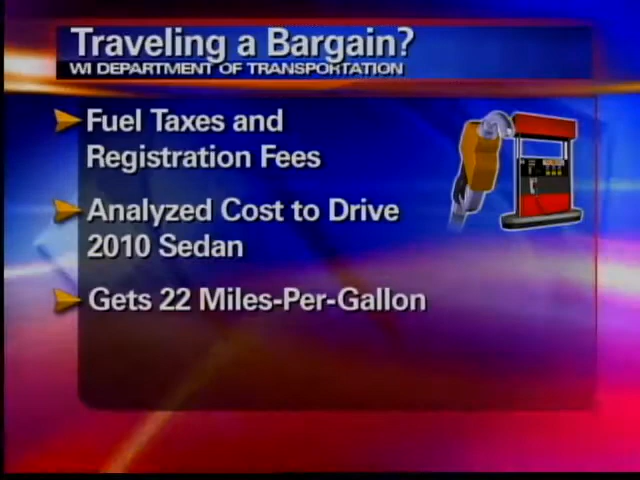 Traveling a Bargain?
WI DEPARTMENT OF TRANSPORTATION
Fuel Taxes and
Registration Fees
Analyzed Cost to Drive
2010 Sedan
Gets 22 Miles-Per-Gallon